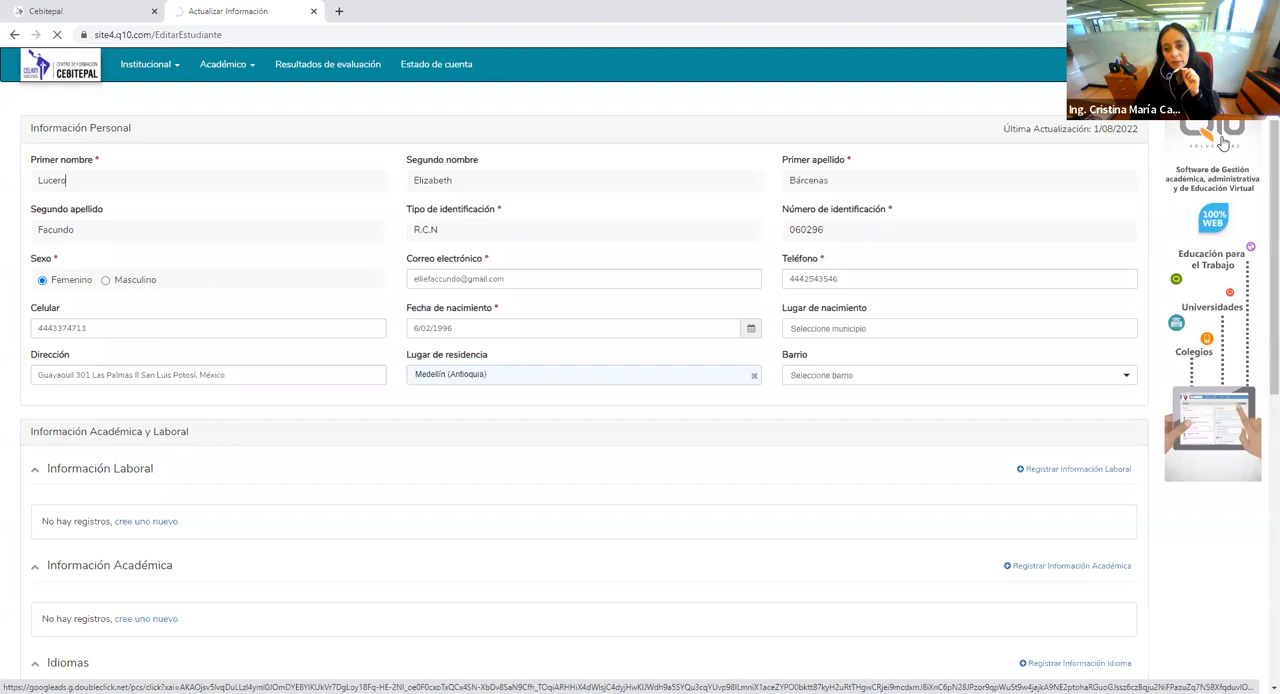 Cebitepal
Actualizar Información
site4.q10.com/EditarEstudiante
CELAM
CENTRO DE FORMACIÓN
CEBITEPAL
Institucional
Académico
Resultados de evaluación
Estado de cuenta
Ing. Cristina María Ca...
Información Personal
Última Actualización: 1/08/2022
Primer nombre *
Segundo nombre
Primer apellido *
Lucero
Elizabeth
Bárcenas
Segundo apellido
Tipo de identificación *
Número de identificación *
Facundo
R.C.N
060296
Sexo *
Correo electrónico *
Teléfono *
Femenino
Masculino
elliefaccundo@gmail.com
4442543546
Celular
Fecha de nacimiento *
Lugar de nacimiento
4443374713
6/02/1996
Seleccione municipio
Dirección
Lugar de residencia
Barrio
Guayaquil 301 Las Palmas II San Luis Potosí, México
Medellín (Antioquia)
Seleccione barrio
Información Académica y Laboral
Información Laboral
Registrar Información Laboral
No hay registros, cree uno nuevo
Información Académica
Registrar Información Académica
No hay registros, cree uno nuevo
Idiomas
Registrar Información Idioma
Q10
SOLUCIONES
Software de Gestión
académica, administrativa
y de Educación Virtual
100%
WEB
Educación para
el Trabajo
Universidades
Colegios